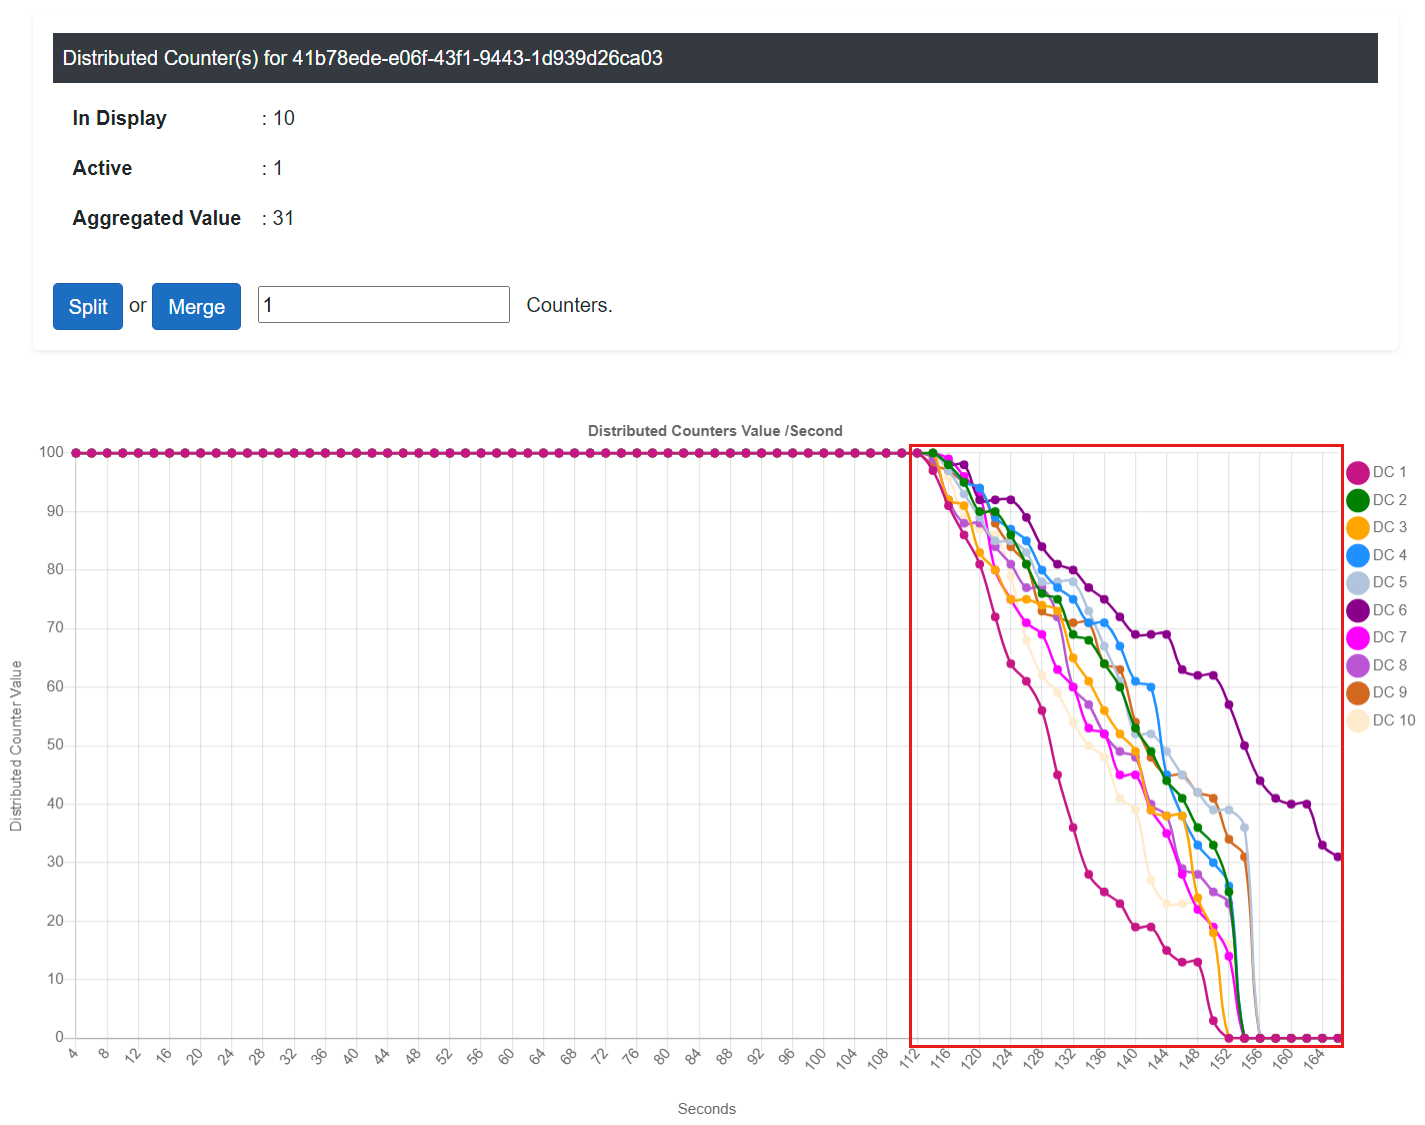 Distributed Counter(s) for 41b78ede-e06f-43f1-9443-1d939d26ca03
In Display : 10
Active : 1
Aggregated Value : 31
Split or Merge 1 Counters.
Distributed Counters Value /Second
100
90
80
70
60
50
40
30
20
10
0
Distributed Counter Value
4 8 12 16 20 24 28 32 36 40 44 48 52 56 60 64 68 72 76 80 84 88 92 96 100 104 108 112 116 120 124 128 132 136 140 144 148 152 156 160 164
Seconds
DC 1
DC 2
DC 3
DC 4
DC 5
DC 6
DC 7
DC 8
DC 9
DC 10